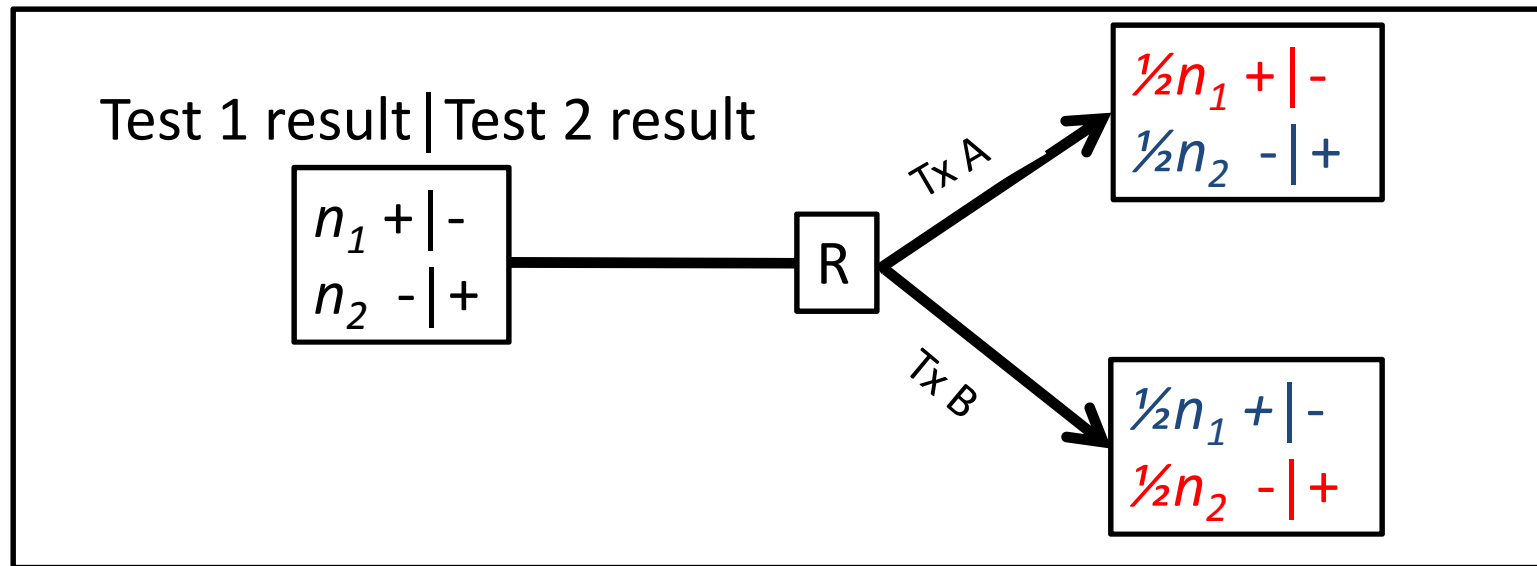 Test 1 result|Test 2 result
n₁ +|-
n₂ -|+
R
Tx A
Tx B
½n₁ +|-
½n₂ -|+
½n₁ +|-
½n₂ -|+